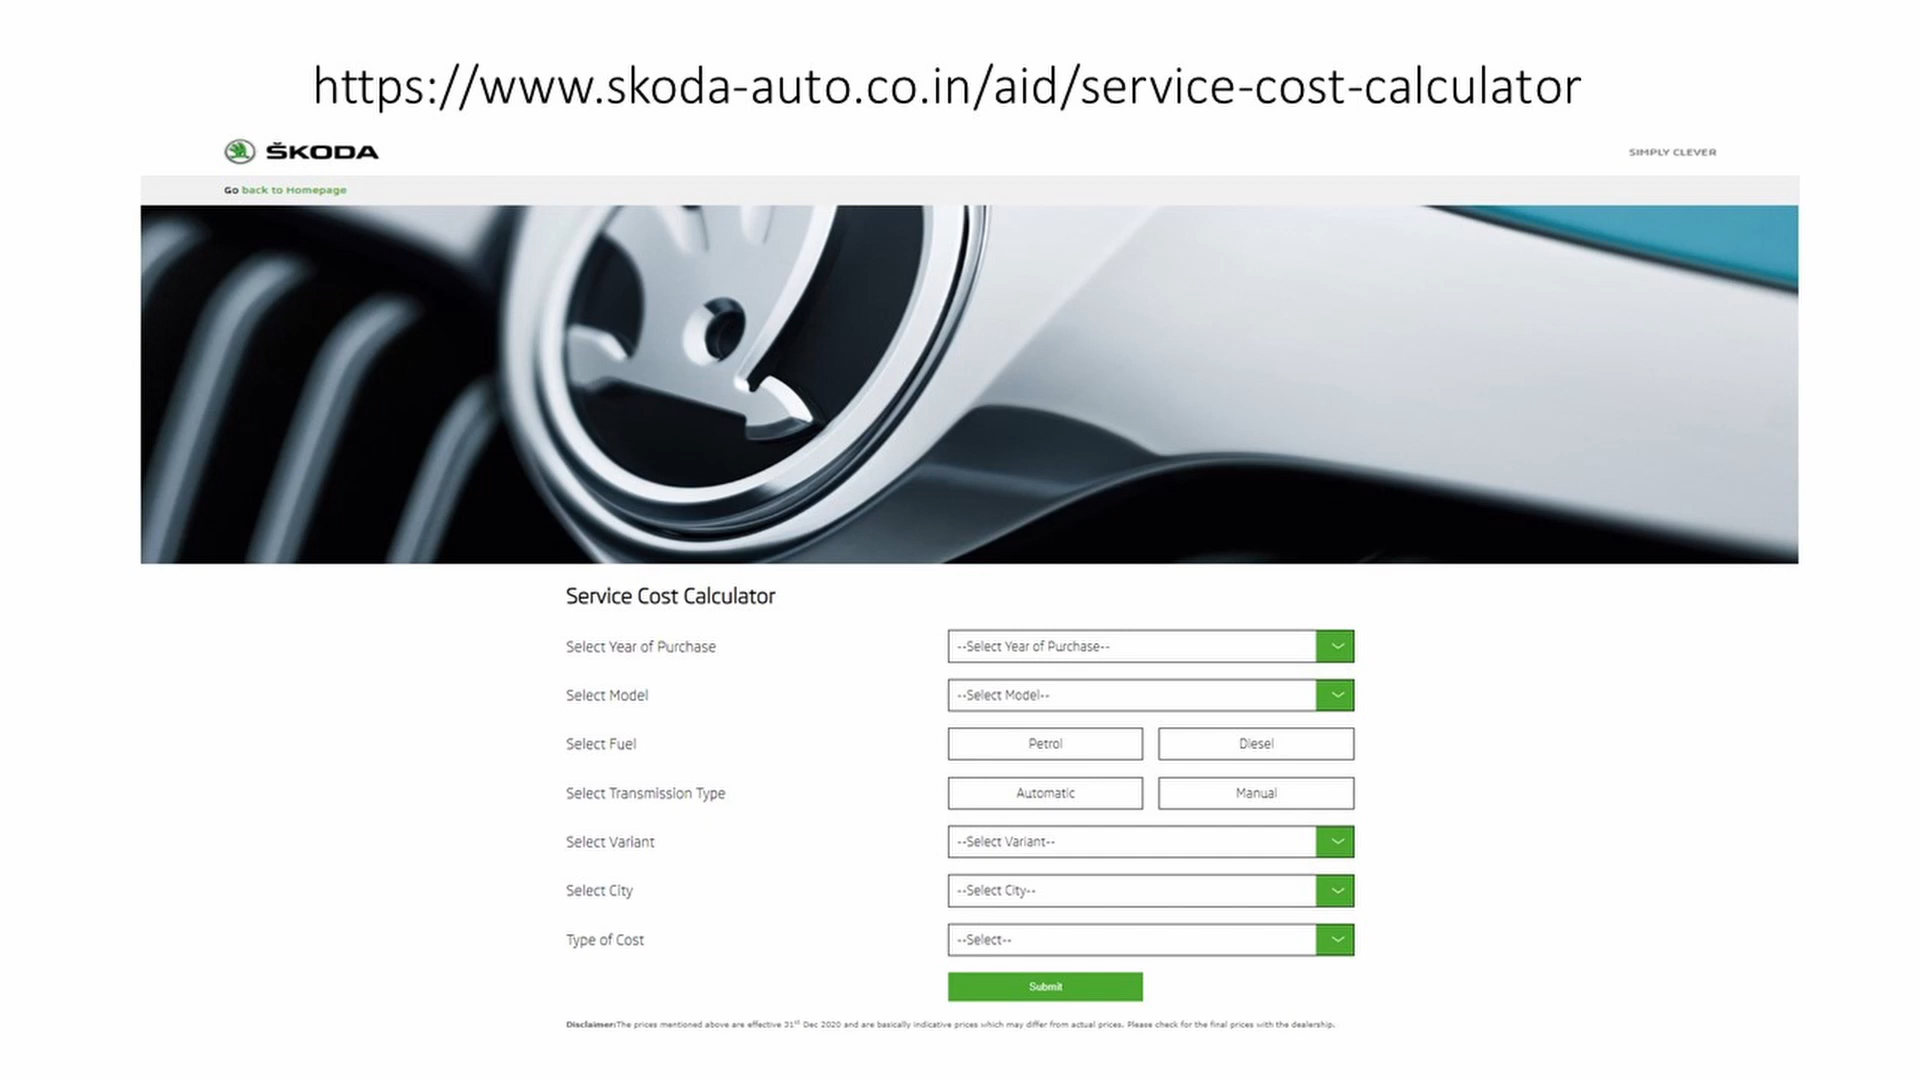 https://www.skoda-auto.co.in/aid/service-cost-calculator
ŠKODA
SIMPLY CLEVER
Go back to Homepage
Service Cost Calculator
Select Year of Purchase
--Select Year of Purchase--
Select Model
--Select Model--
Select Fuel
Petrol
Diesel
Select Transmission Type
Automatic
Manual
Select Variant
--Select Variant--
Select City
--Select City--
Type of Cost
--Select--
Submit
Disclaimer:The prices mentioned above are effective 31st Dec 2020 and are basically indicative prices which may differ from actual prices. Please check for the final prices with the dealership.